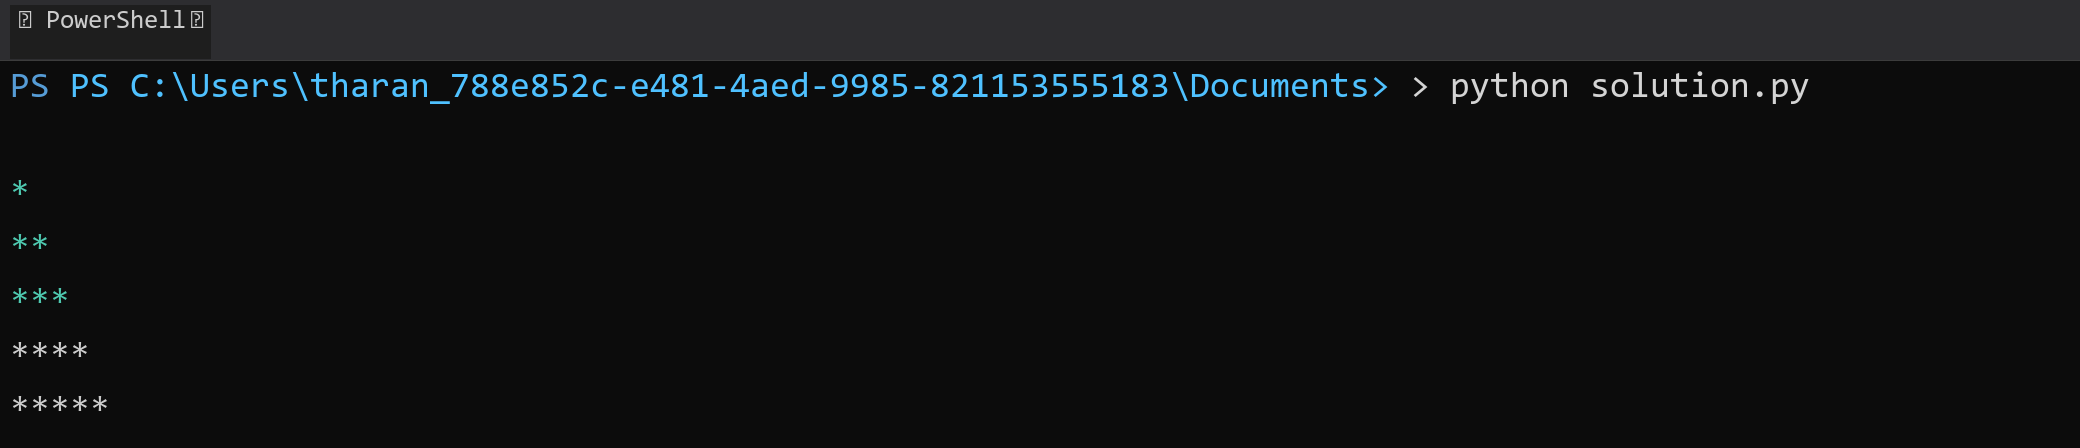 PowerShell
PS PS C:\Users\tharan_788e852c-e481-4aed-9985-821153555183\Documents> > python solution.py
*
**
***
****
*****